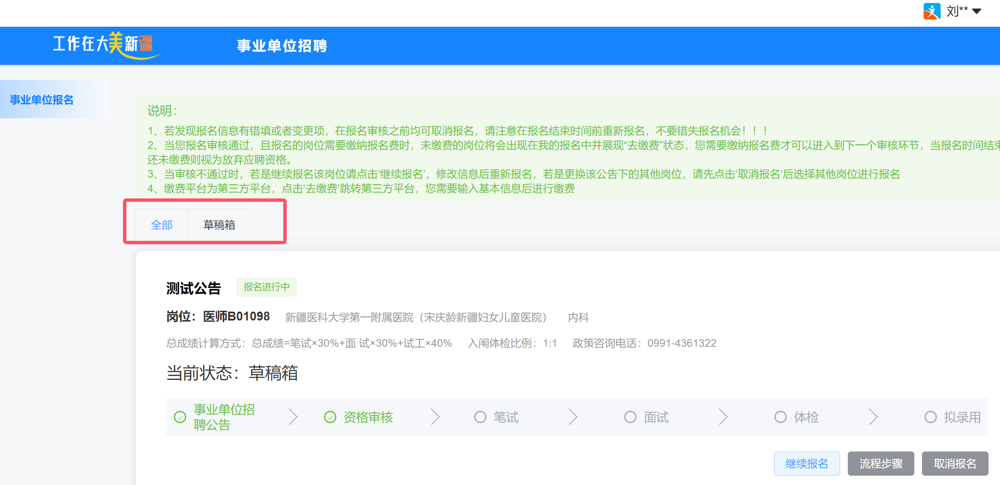 刘**
工作在大美新疆
事业单位招聘
事业单位报名
说明：
1、若发现报名信息有错填或者变更项，在报名审核之前均可取消报名，请注意在报名结束时间前重新报名，不要错失报名机会！！！
2、当您报名审核通过，且报名的岗位需要缴纳报名费时，未缴费的岗位将会出现在我的报名中并展现“去缴费”状态，您需要缴纳报名费才可以进入到下一个审核环节，当报名时间结束
还未缴费则视为放弃应聘资格。
3、当审核不通过时，若是继续报名该岗位请点击‘继续报名’，修改信息后重新报名，若是更换该公告下的其他岗位，请先点击‘取消报名’后选择其他岗位进行报名
4、缴费平台为第三方平台，点击‘去缴费’跳转第三方平台，您需要输入基本信息后进行缴费
全部 草稿箱
测试公告 报名进行中
岗位：医师B01098 新疆医科大学第一附属医院（宋庆龄新疆妇女儿童医院） 内科
总成绩计算方式：总成绩=笔试×30%+面 试×30%+试工×40% 入闱体检比例：1:1 政策咨询电话：0991-4361322
当前状态：草稿箱
事业单位招
聘公告
资格审核 笔试 面试 体检 拟录用
继续报名 流程步骤 取消报名